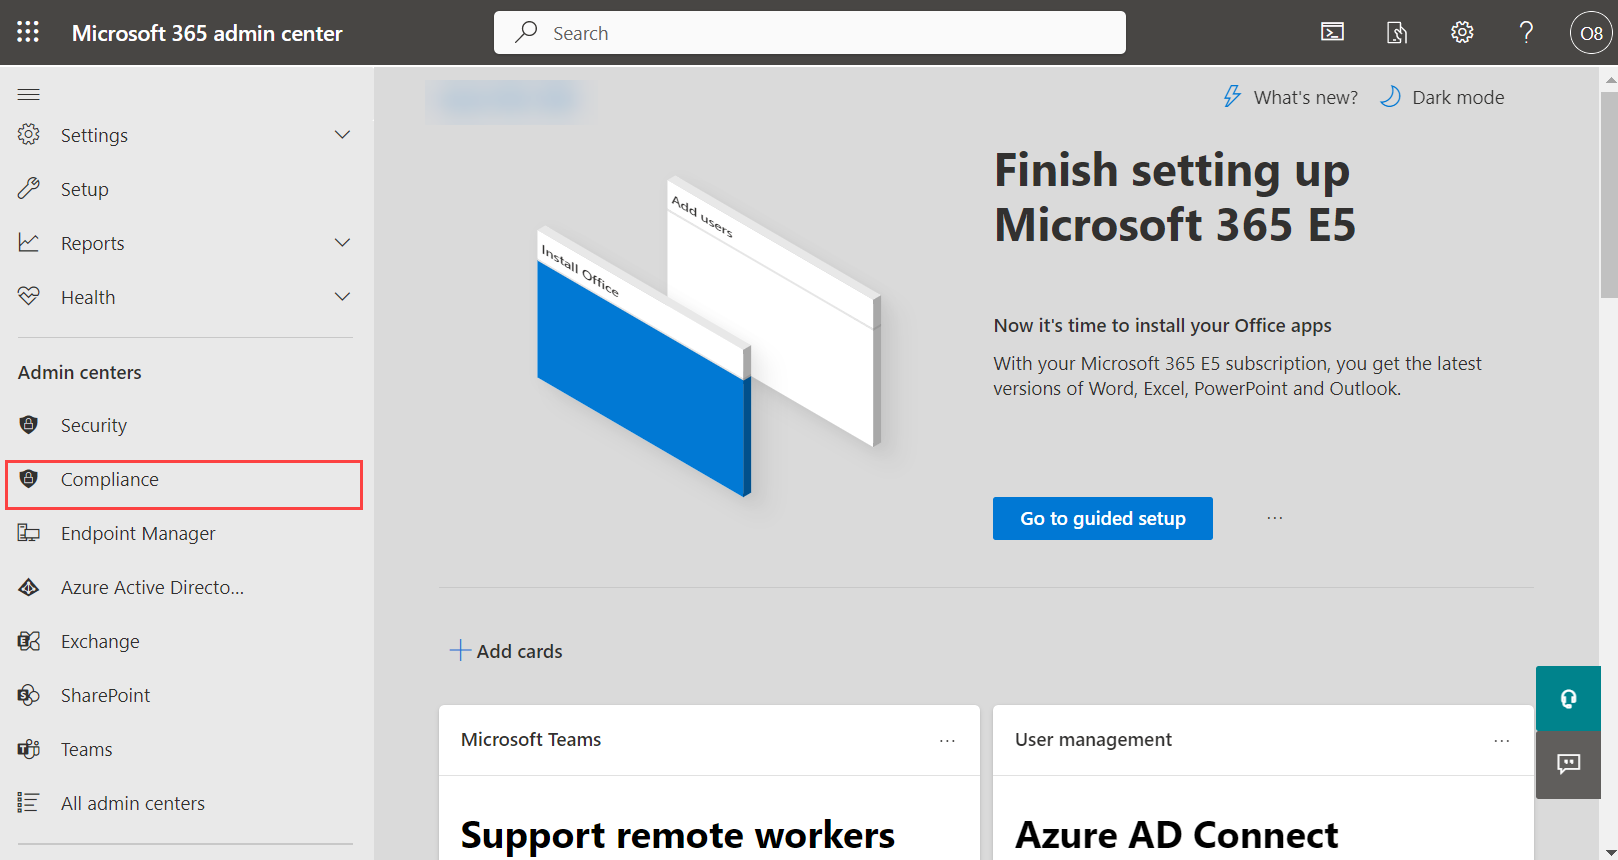 Microsoft 365 admin center
Search
O8
Settings
Setup
Reports
Health
Admin centers
Security
Compliance
Endpoint Manager
Azure Active Directo...
Exchange
SharePoint
Teams
All admin centers
What's new?
Dark mode
Add users
Install Office
Finish setting up
Microsoft 365 E5
Now it's time to install your Office apps
With your Microsoft 365 E5 subscription, you get the latest
versions of Word, Excel, PowerPoint and Outlook.
Go to guided setup
...
Add cards
Microsoft Teams
...
Support remote workers
User management
...
Azure AD Connect